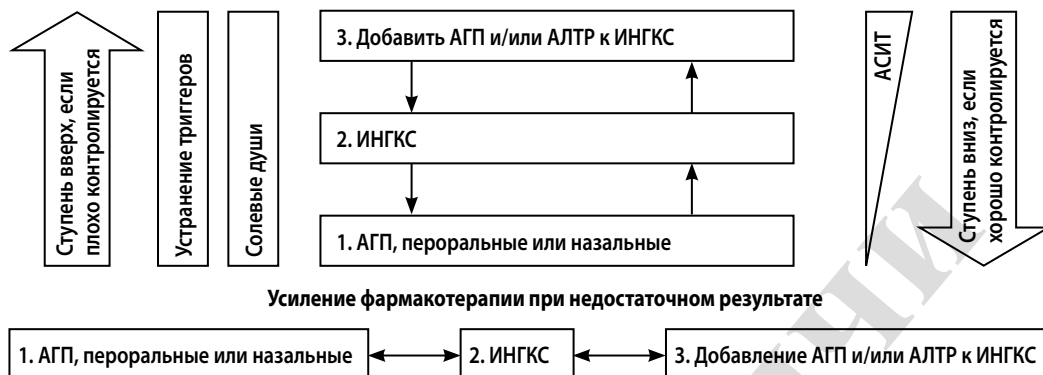 Ступень вверх, если
плохо контролируется
Устранение триггеров
Солевые души
3. Добавить АГП и/или АЛТР к ИНГКС
2. ИНГКС
1. АГП, пероральные или назальные
АСИТ
Ступень вниз, если
хорошо контролируется
Усиление фармакотерапии при недостаточном результате
1. АГП, пероральные или назальные
2. ИНГКС
3. Добавление АГП и/или АЛТР к ИНГКС